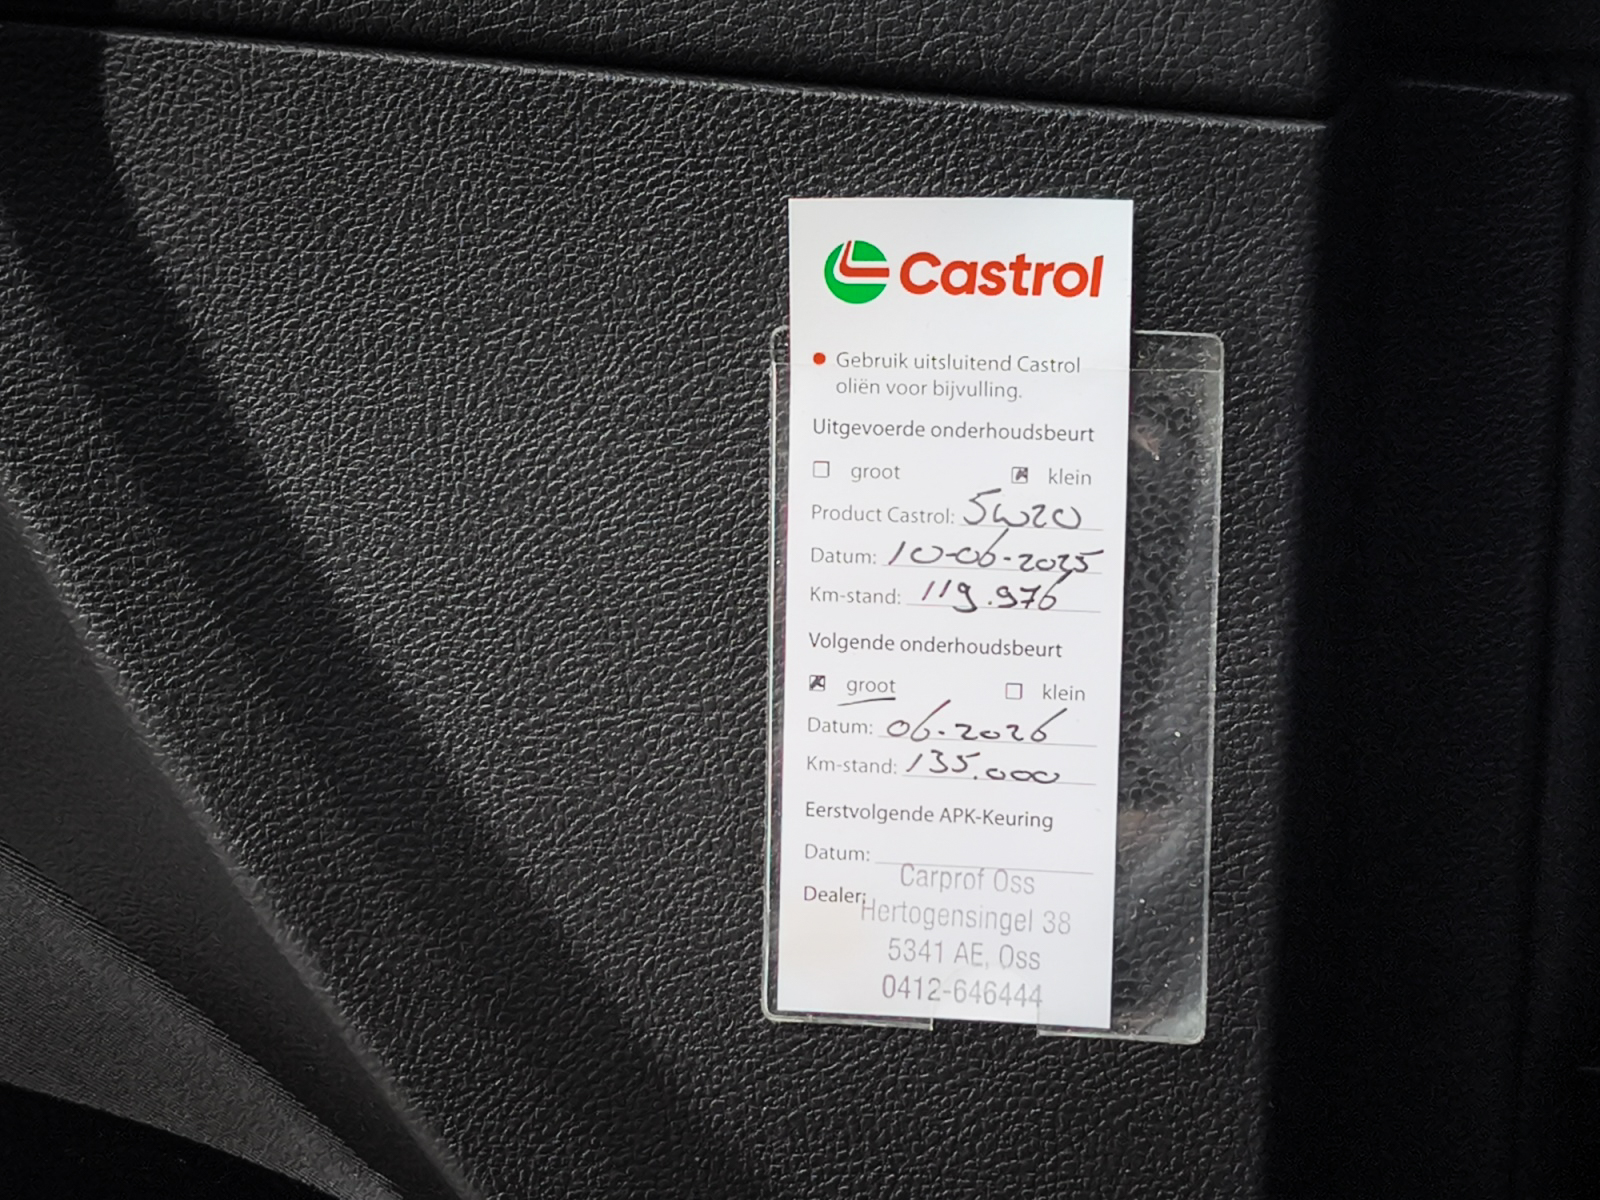 Castrol
Gebruik uitsluitend Castrol
oliën voor bijvulling.
Uitgevoerde onderhoudsbeurt
groot klein
Product Castrol: 5W20
Datum: 10-06-2025
Km-stand: 119.976
Volgende onderhoudsbeurt
groot klein
Datum: 06-2026
Km-stand: 135.000
Eerstvolgende APK-Keuring
Datum:
Carprof Oss
Dealer:
Hertogensingel 38
5341 AE, Oss
0412-646444